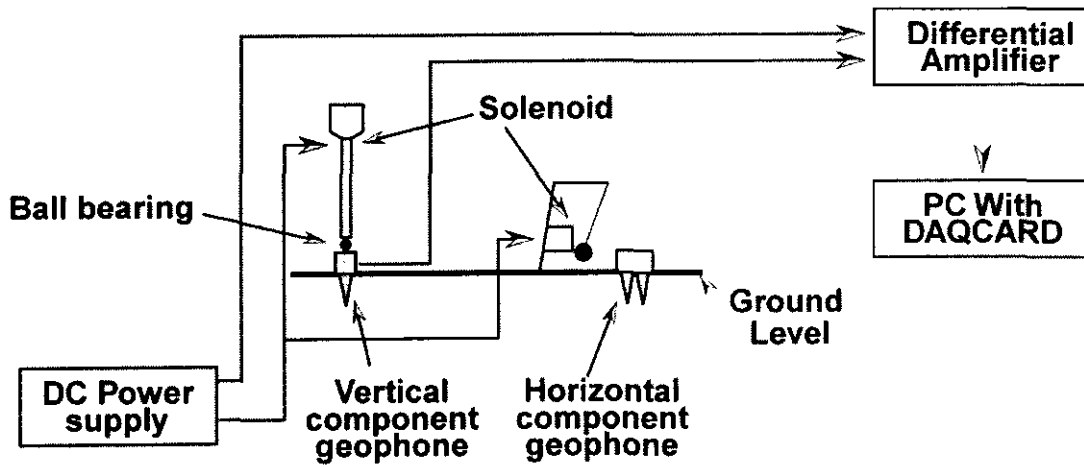 Differential
Amplifier
Solenoid
Ball bearing
PC With
DAQCARD
Ground
Level
DC Power
supply
Vertical
component
geophone
Horizontal
component
geophone